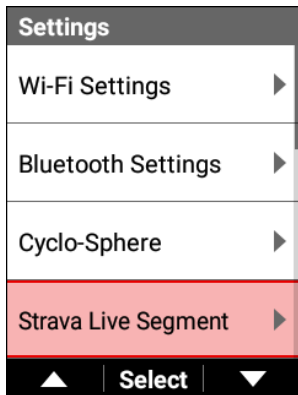 Settings
Wi-Fi Settings
Bluetooth Settings
Cyclo-Sphere
Strava Live Segment
Select